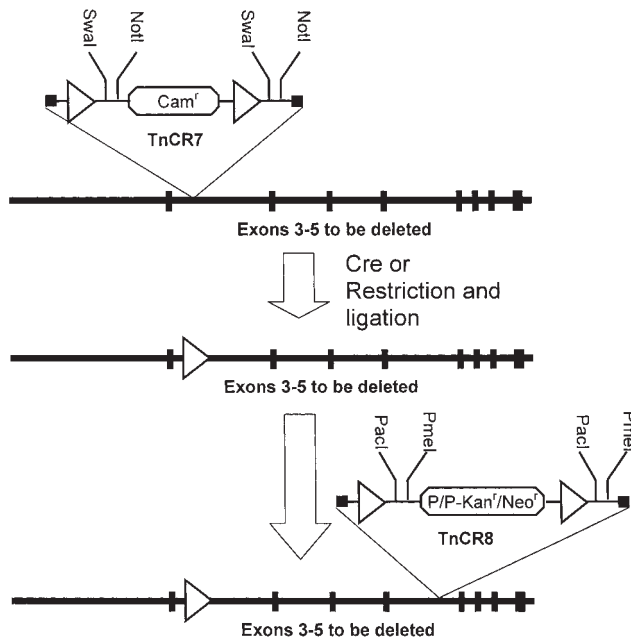 SwaI
NotI
SwaI
NotI
Camʳ
TnCR7
Exons 3-5 to be deleted
Cre or
Restriction and
ligation
Exons 3-5 to be deleted
PacI
PmeI
PacI
PmeI
P/P-Kanʳ/Neoʳ
TnCR8
Exons 3-5 to be deleted